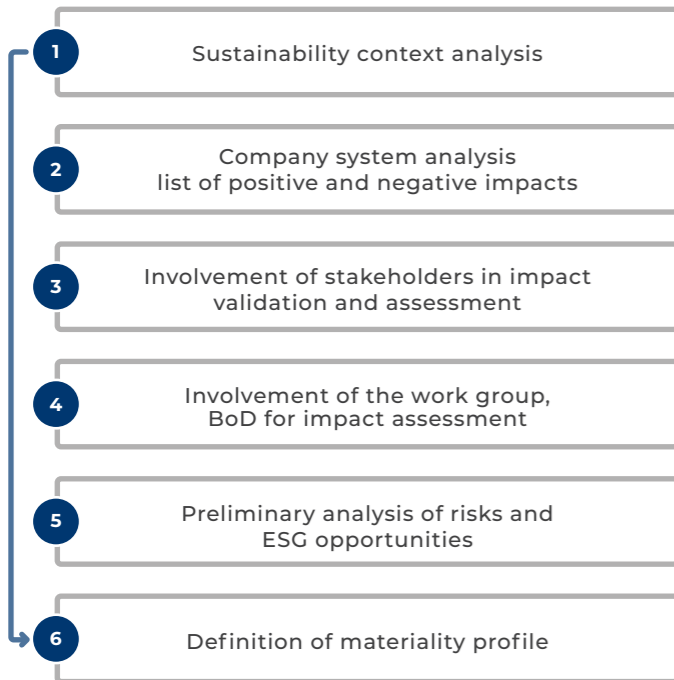 1
Sustainability context analysis
2
Company system analysis
list of positive and negative impacts
3
Involvement of stakeholders in impact
validation and assessment
4
Involvement of the work group,
BoD for impact assessment
5
Preliminary analysis of risks and
ESG opportunities
6
Definition of materiality profile